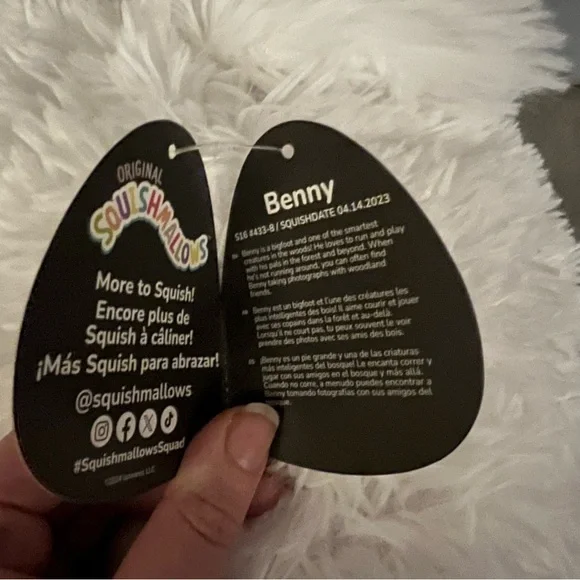 ORIGINAL
SQUISHMALLOWS
More to Squish!
Encore plus de
Squish à câliner!
¡Más Squish para abrazar!
@squishmallows
#SquishmallowsSquad
Benny
S16 #433-8 / SQUISHDATE 04.14.2023
Benny is a bigfoot and one of the smartest
creatures in the woods! He loves to run and play
with his pals in the forest and beyond. When
he's not running around, you can often find
Benny taking photographs with woodland
friends.
Benny est un bigfoot et l'une des créatures les
plus intelligentes des bois! Il aime courir et jouer
avec ses copains dans la forêt et au-delà.
Lorsqu'il ne court pas, tu peux souvent le voir
prendre des photos avec ses amis des bois.
¡Benny es un pie grande y una de las criaturas
más inteligentes del bosque! Le encanta correr y
jugar con sus amigos en el bosque y más allá.
Cuando no corre, a menudo puedes encontrar a
Benny tomando fotografías con sus amigos del
bosque.